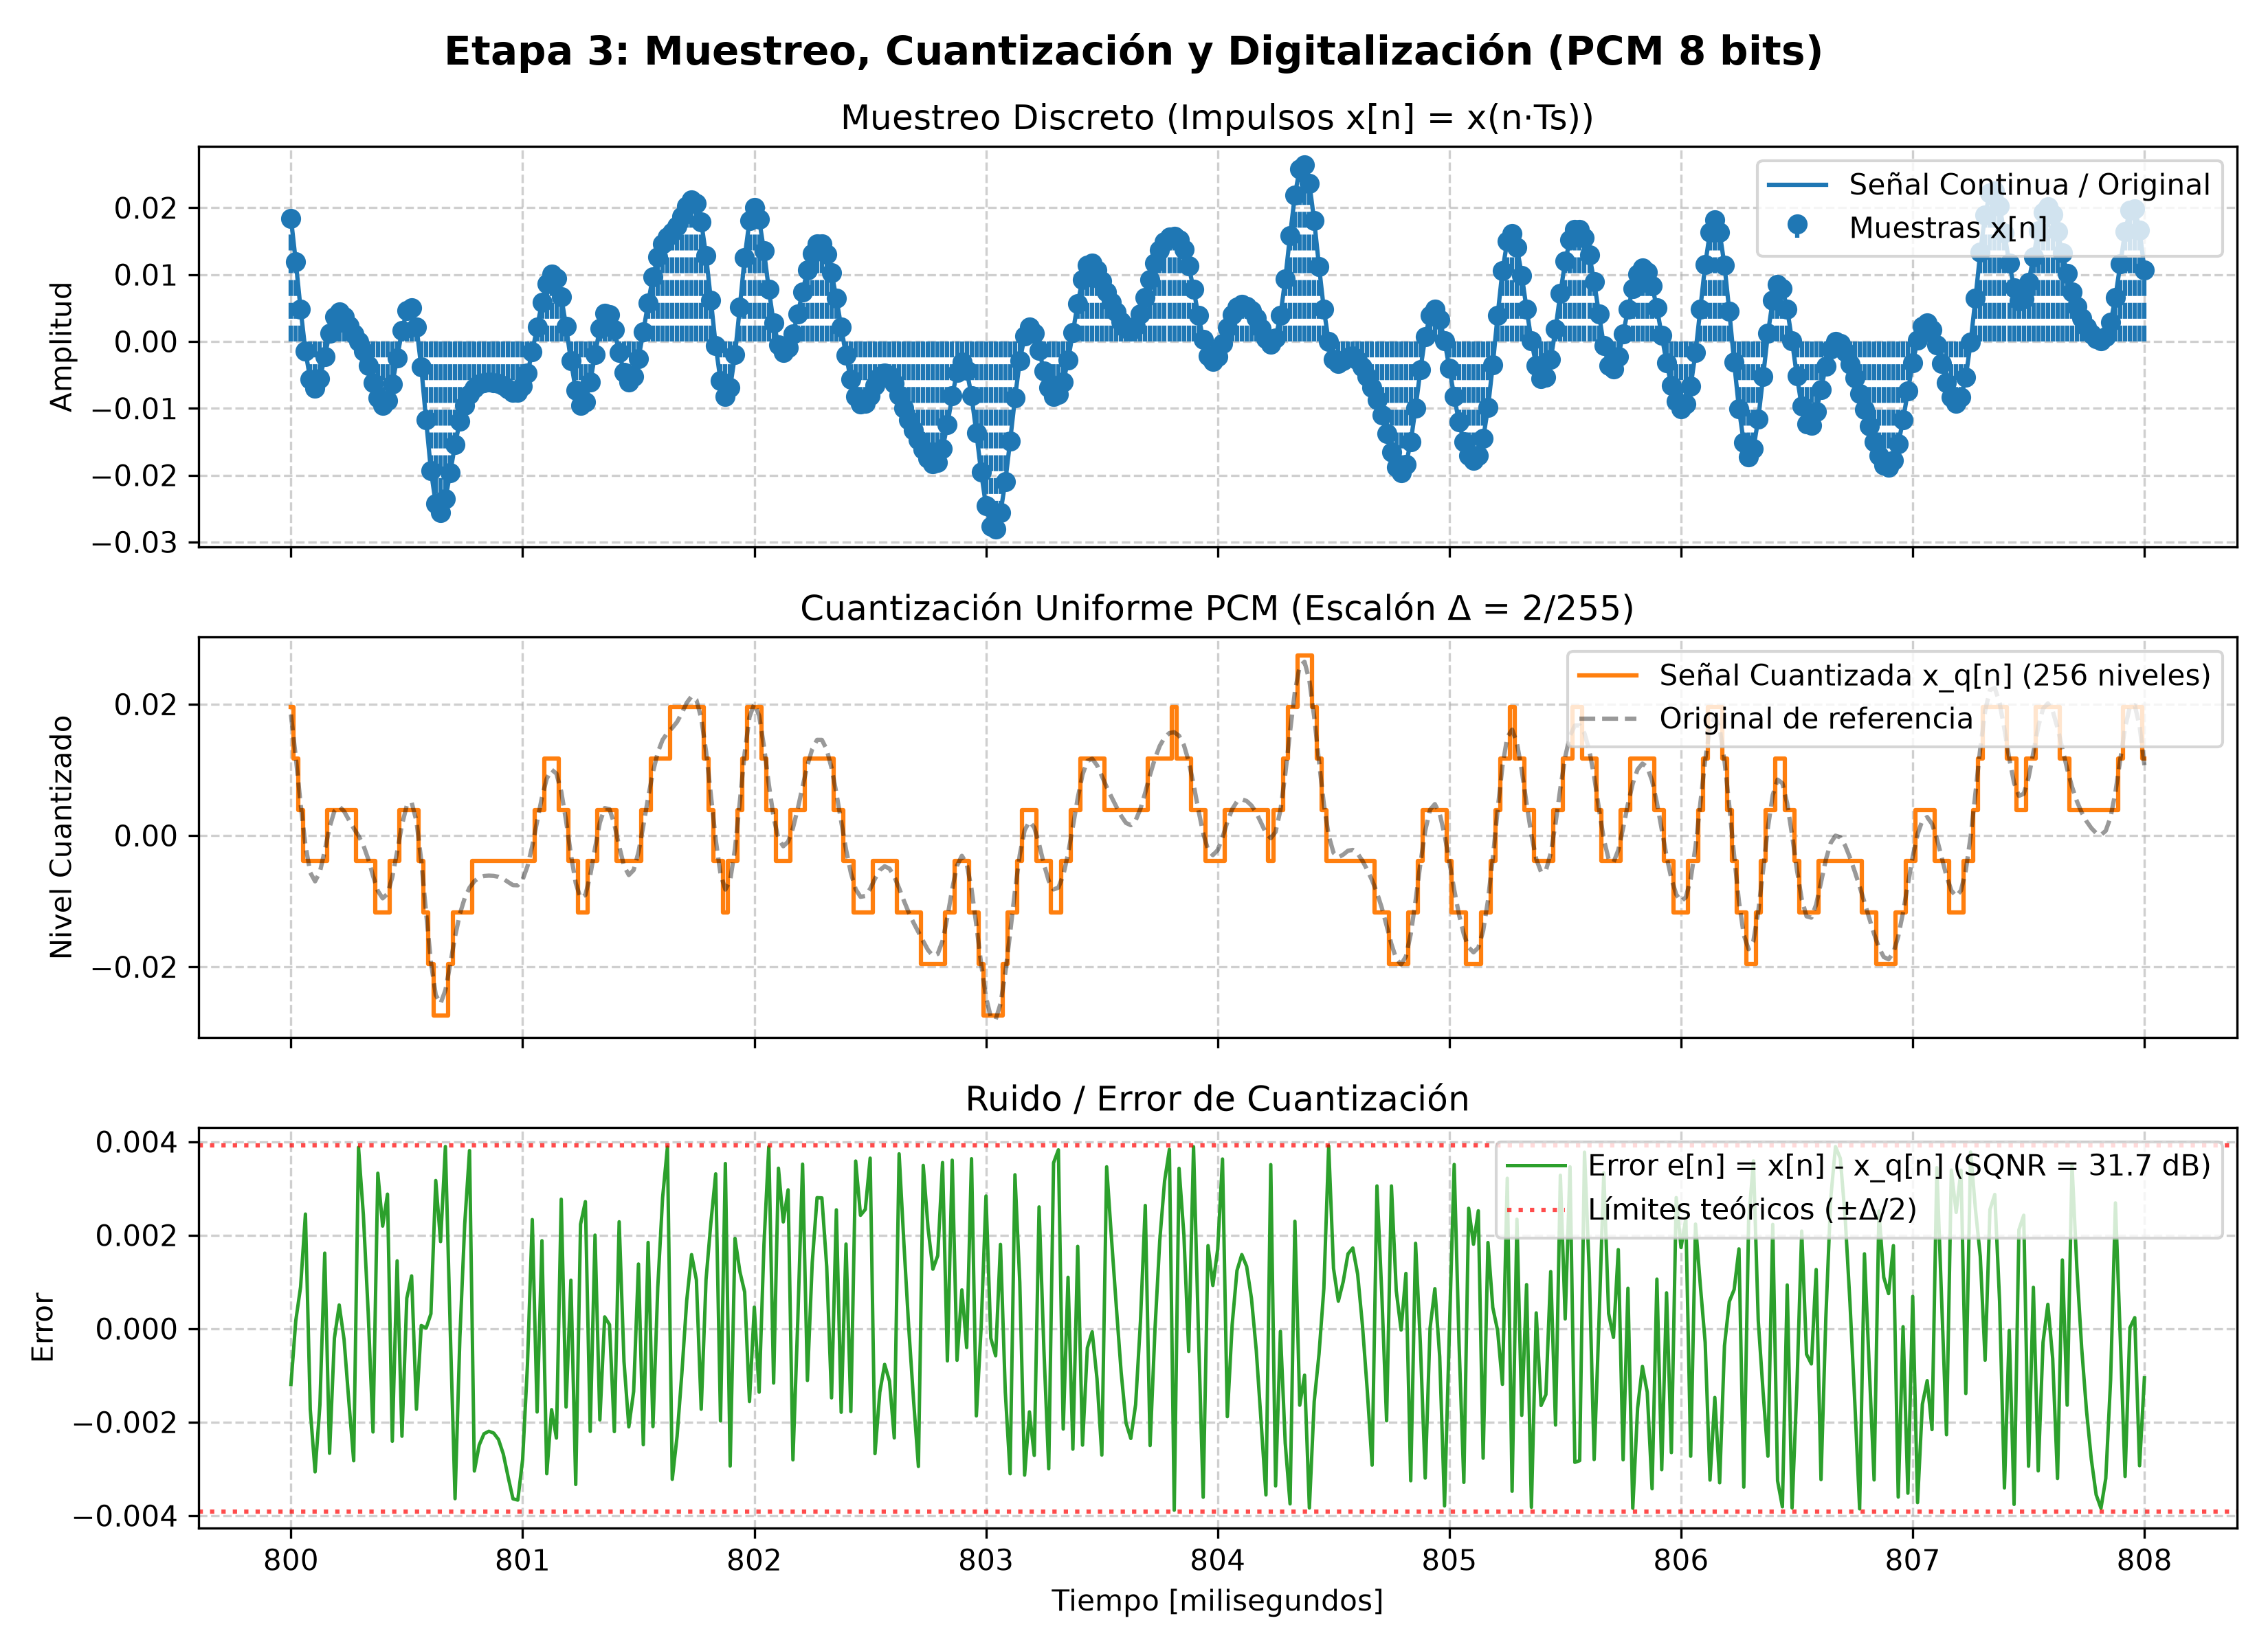 Etapa 3: Muestreo, Cuantización y Digitalización (PCM 8 bits)
Muestreo Discreto (Impulsos x[n] = x(n·Ts))
Amplitud
0.02
0.01
0.00
−0.01
−0.02
−0.03
Señal Continua / Original
Muestras x[n]
Cuantización Uniforme PCM (Escalón Δ = 2/255)
Nivel Cuantizado
0.02
0.00
−0.02
Señal Cuantizada x_q[n] (256 niveles)
Original de referencia
Ruido / Error de Cuantización
Error
0.004
0.002
0.000
−0.002
−0.004
Error e[n] = x[n] - x_q[n] (SQNR = 31.7 dB)
Límites teóricos (±Δ/2)
800 801 802 803 804 805 806 807 808
Tiempo [milisegundos]